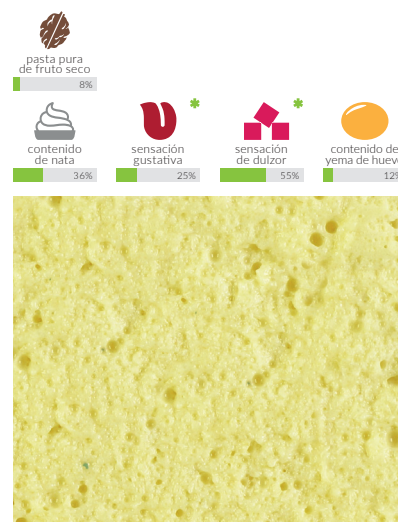 pasta pura
de fruto seco
8%
contenido
de nata
36%
sensación
gustativa
25%
sensación
de dulzor
55%
contenido de
yema de huevo
12%